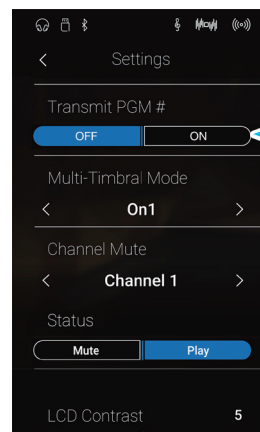 Settings
Transmit PGM #
OFF ON
Multi-Timbral Mode
< On1 >
Channel Mute
< Channel 1 >
Status
Mute Play
LCD Contrast 5